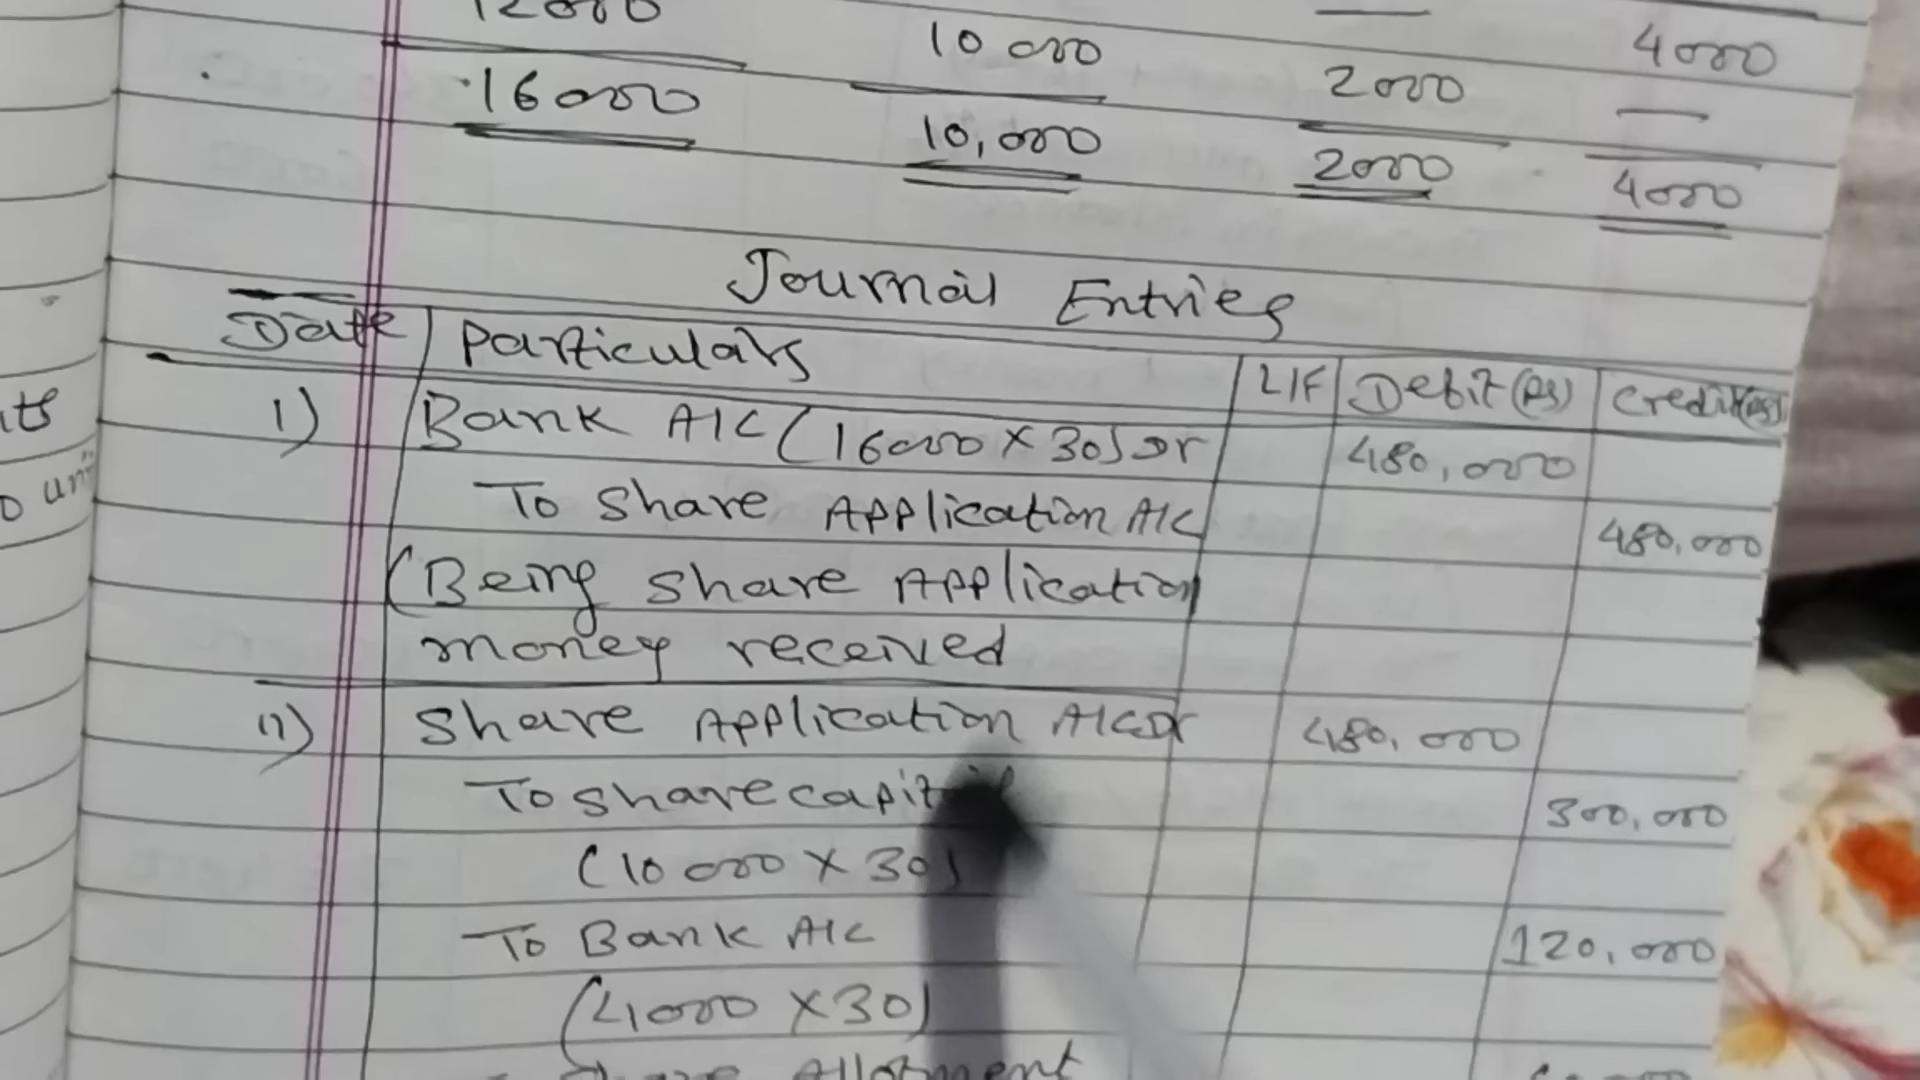 12000
10000
4000
16000
2000
10,000
2000
4000
Journal Entries
Date Particulars L/F Debit (Rs) Credit (Rs)
1) Bank A/C (16000 X 30) Dr 480,000
To Share Application A/C 480,000
(Being Share Application
money received
11) Share Application A/C Dr 480,000
To share capital 300,000
(10000 X 30)
To Bank A/C 120,000
(4000 X 30)
Allotment